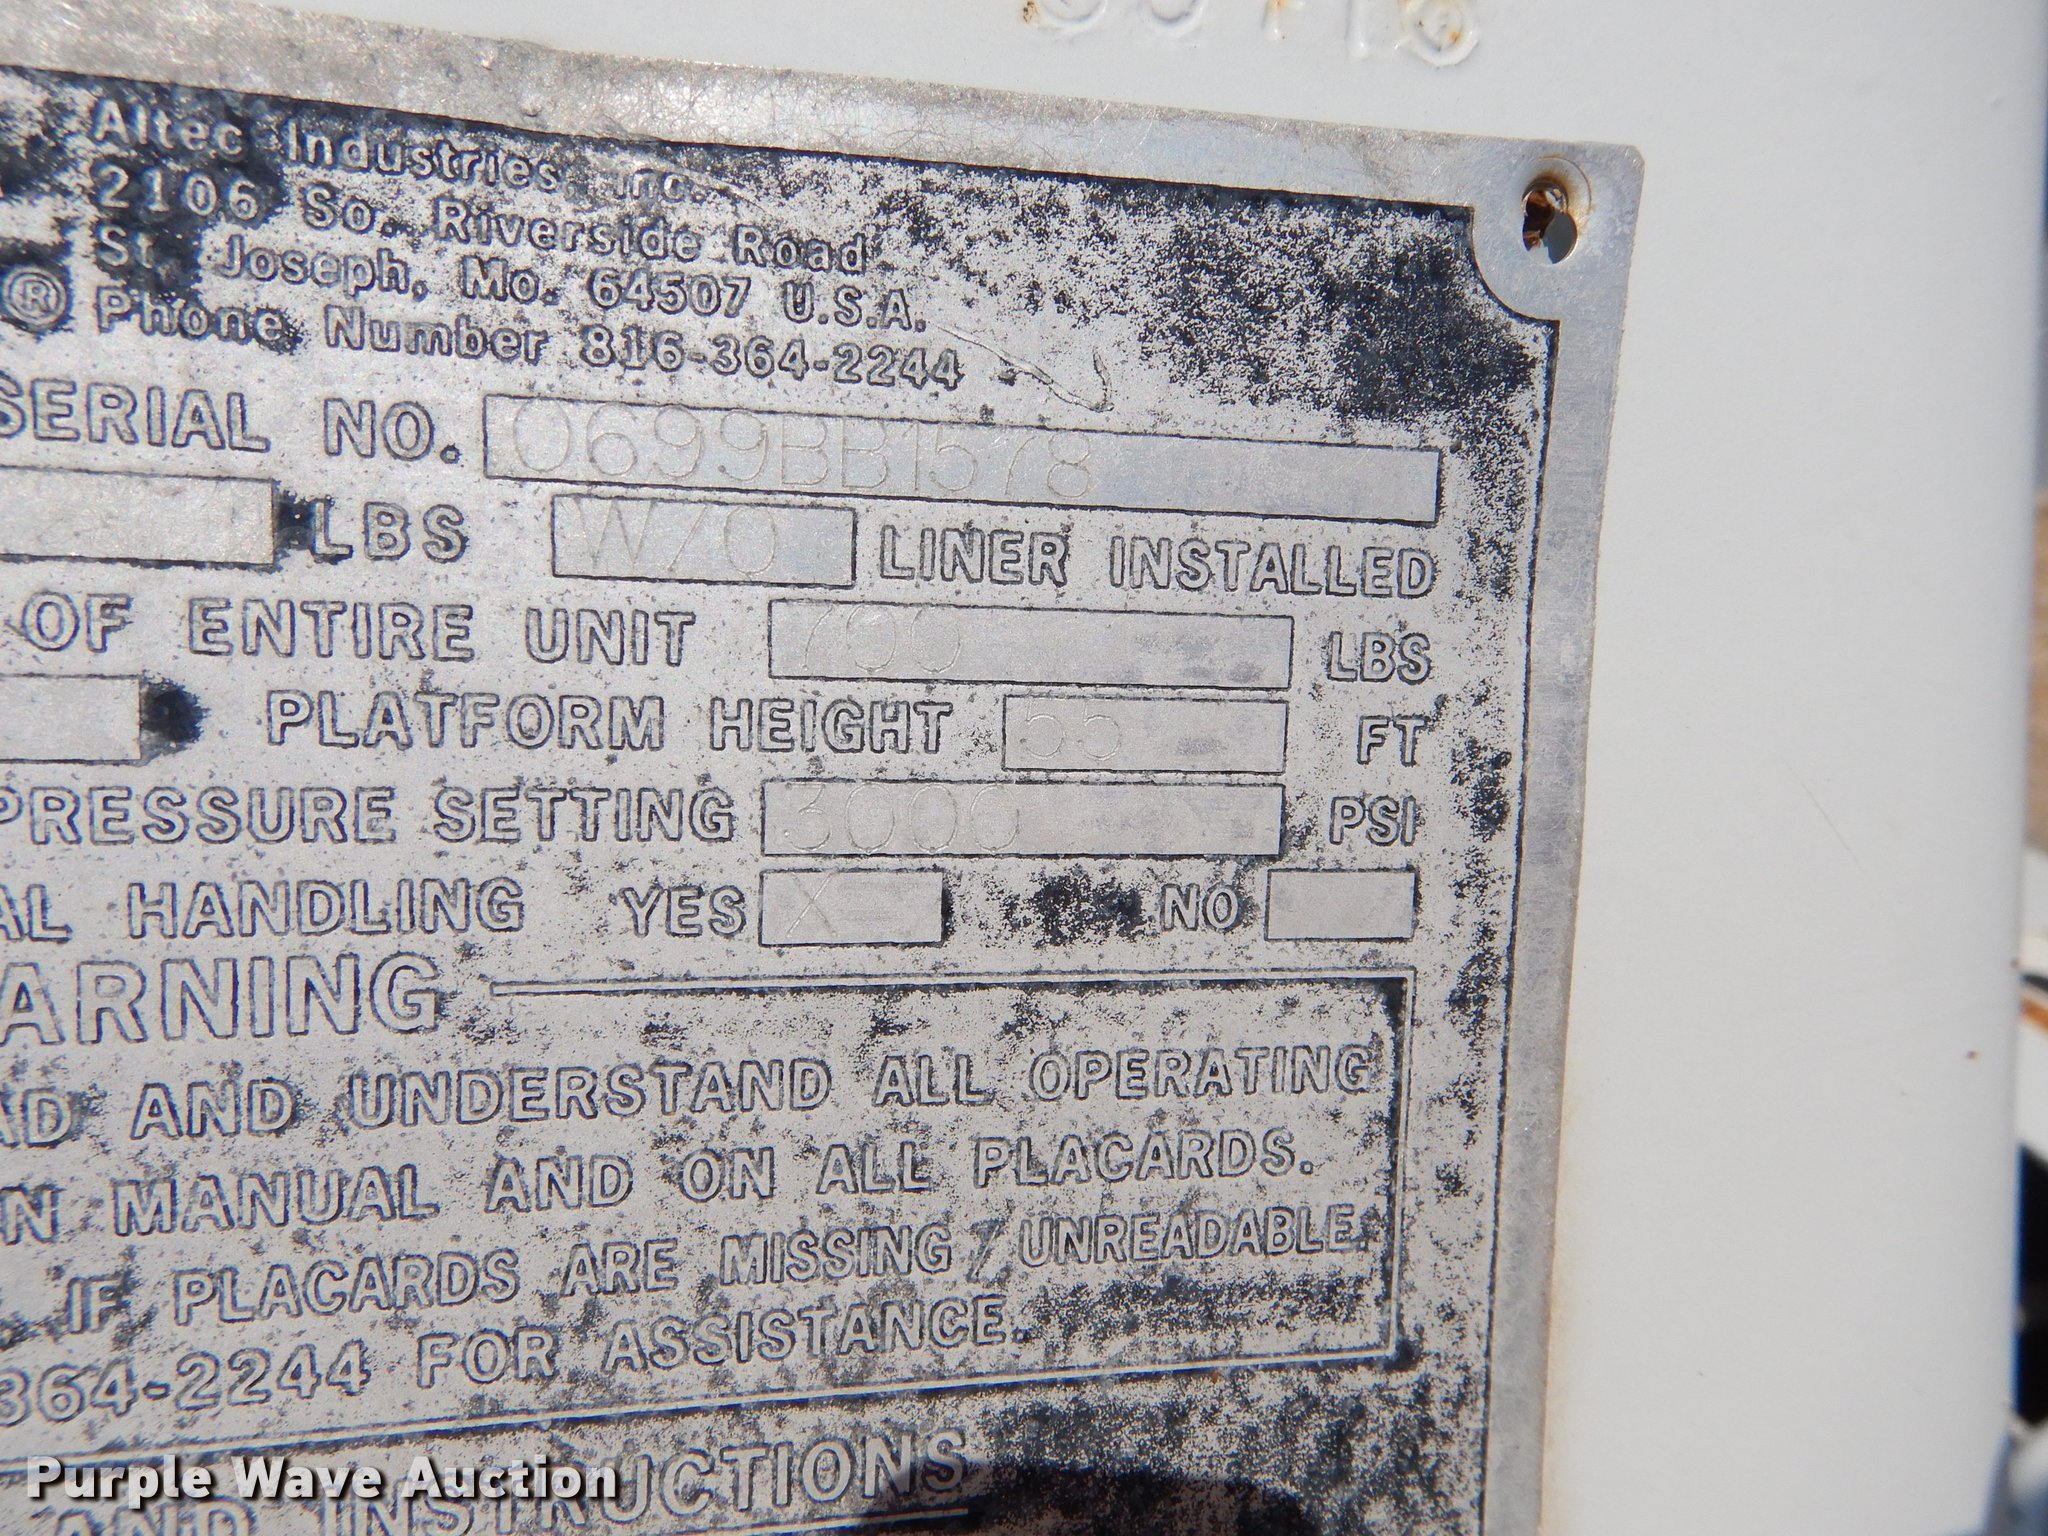 Altec Industries, Inc.
2106 So. Riverside Road
St. Joseph, Mo. 64507 U.S.A.
® Phone Number 816-364-2244
SERIAL NO. 0699BB1578
LBS W/O LINER INSTALLED
OF ENTIRE UNIT 700 LBS
PLATFORM HEIGHT 55 FT
PRESSURE SETTING 3000 PSI
AL HANDLING YES X NO
ARNING
AD AND UNDERSTAND ALL OPERATING
N MANUAL AND ON ALL PLACARDS.
IF PLACARDS ARE MISSING / UNREADABLE.
364-2244 FOR ASSISTANCE.
AND INSTRUCTIONS
Purple Wave Auction